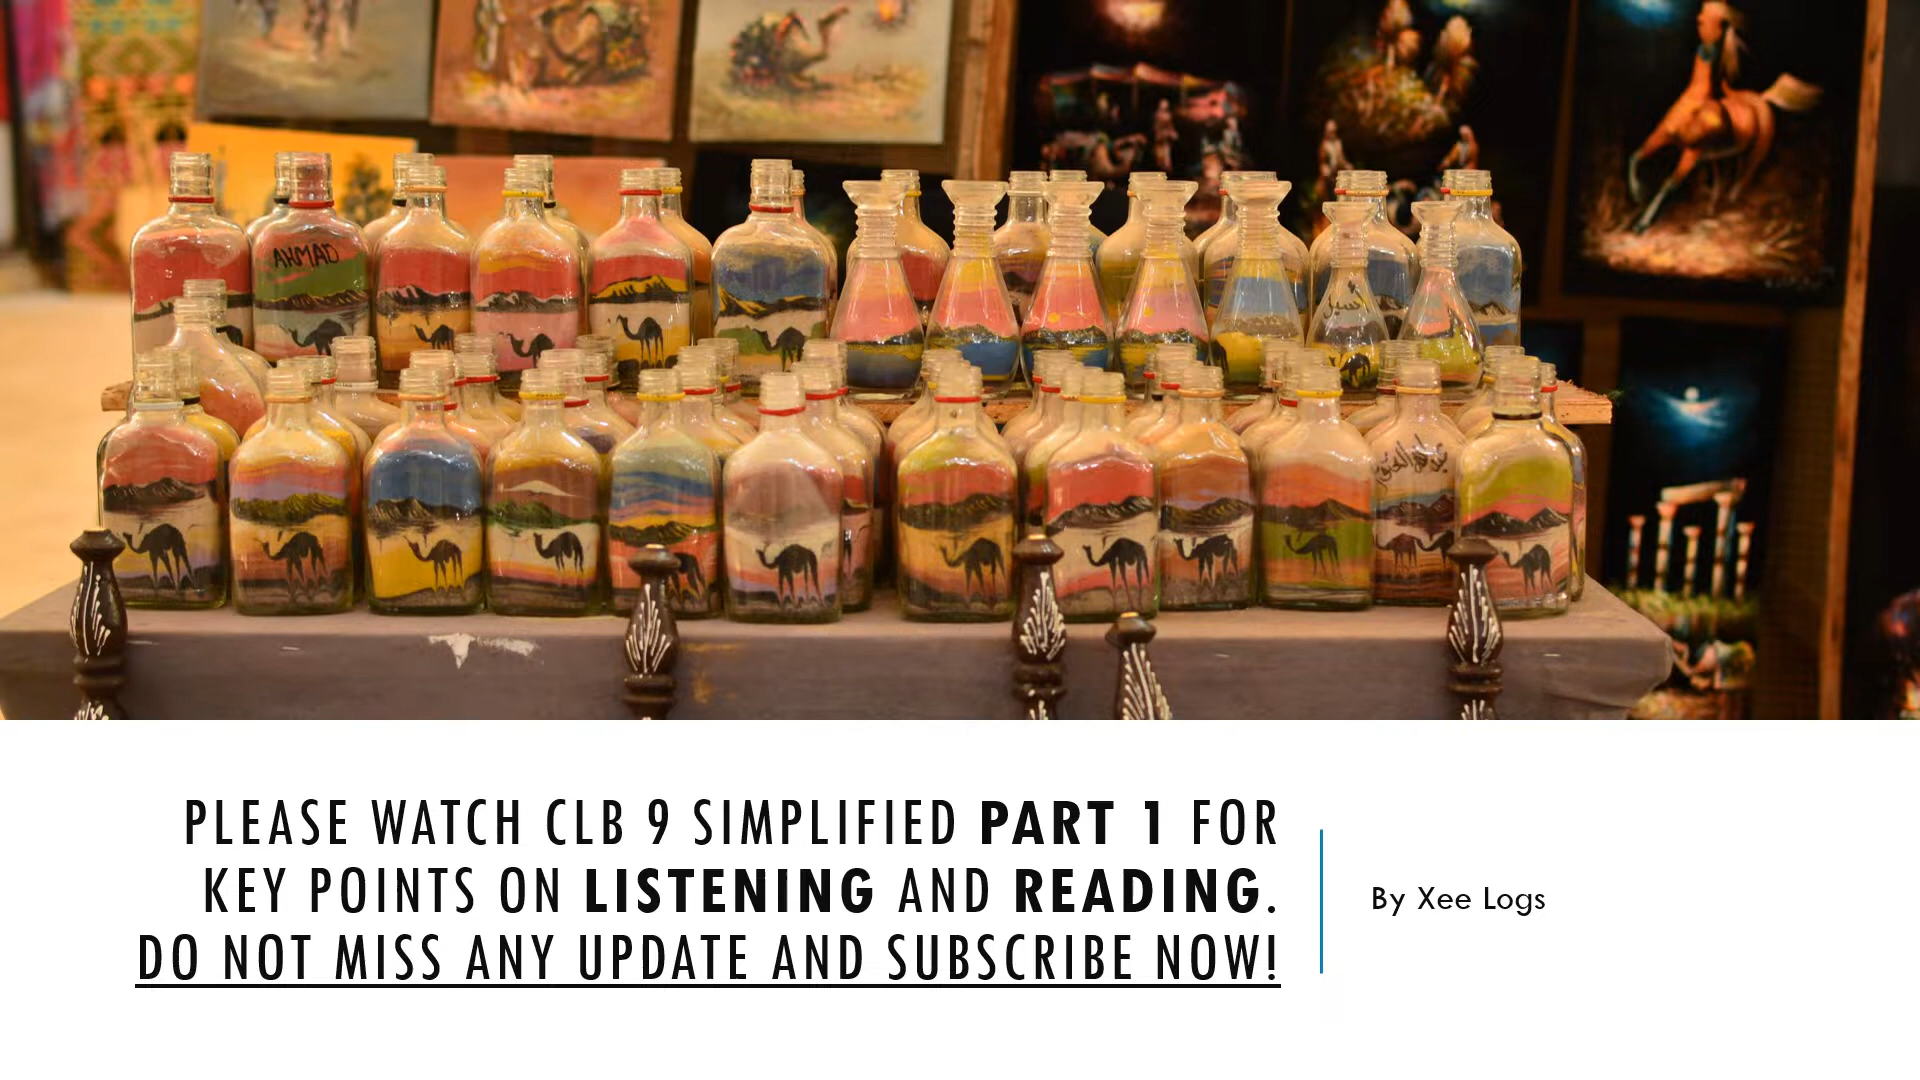 AHMAD
PLEASE WATCH CLB 9 SIMPLIFIED PART 1 FOR
KEY POINTS ON LISTENING AND READING.
DO NOT MISS ANY UPDATE AND SUBSCRIBE NOW!
By Xee Logs